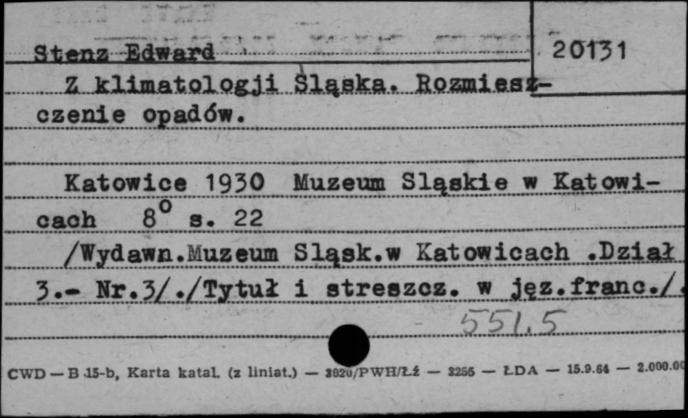 Stenz Edward 20131
Z klimatologji Śląska. Rozmiesz-
czenie opadów.
Katowice 1930 Muzeum Śląskie w Katowi-
cach 8° s. 22
/Wydawn.Muzeum Śląsk.w Katowicach .Dział
3.- Nr.3/./Tytuł i streszcz. w jęz.franc./.
551.5
CWD — B 15-b, Karta katal. (z liniat.) — 3020/PWH/Łź — 3255 — ŁDA — 15.9.64 — 2.000.00